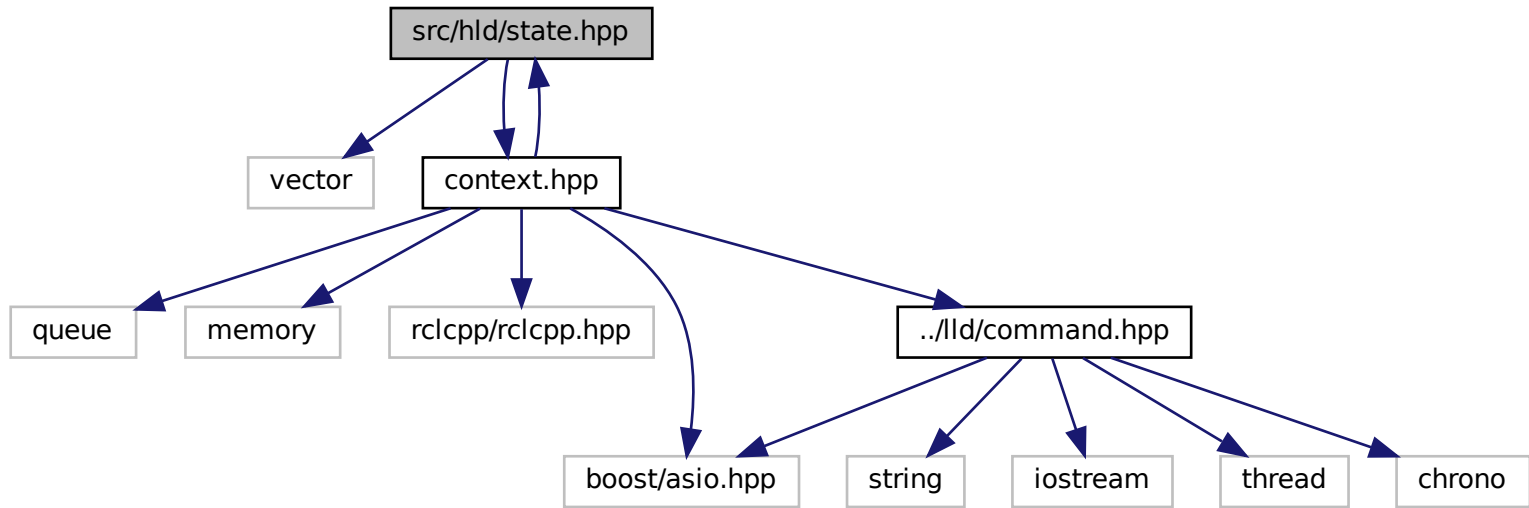 src/hld/state.hpp
vector
context.hpp
queue
memory
rclcpp/rclcpp.hpp
../lld/command.hpp
boost/asio.hpp
string
iostream
thread
chrono